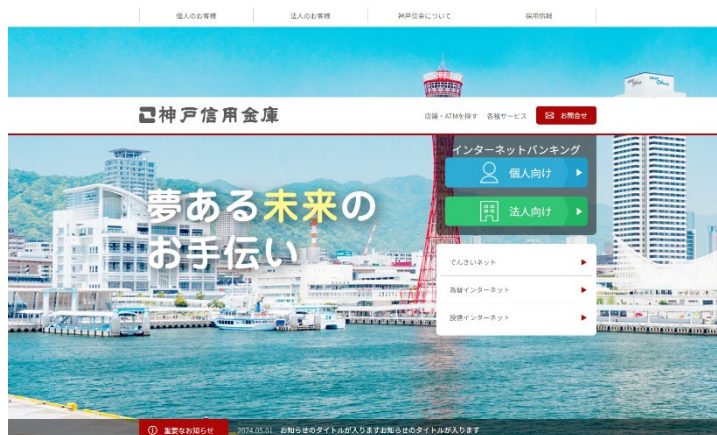 個人のお客様
法人のお客様
神戸信金について
採用情報
神戸信用金庫
店舗・ATMを探す
各種サービス
お問合せ
インターネットバンキング
個人向け
法人向け
夢ある未来の
お手伝い
でんさいネット
為替インターネット
投信インターネット
重要なお知らせ
2024.05.01 お知らせのタイトルが入りますお知らせのタイトルが入ります